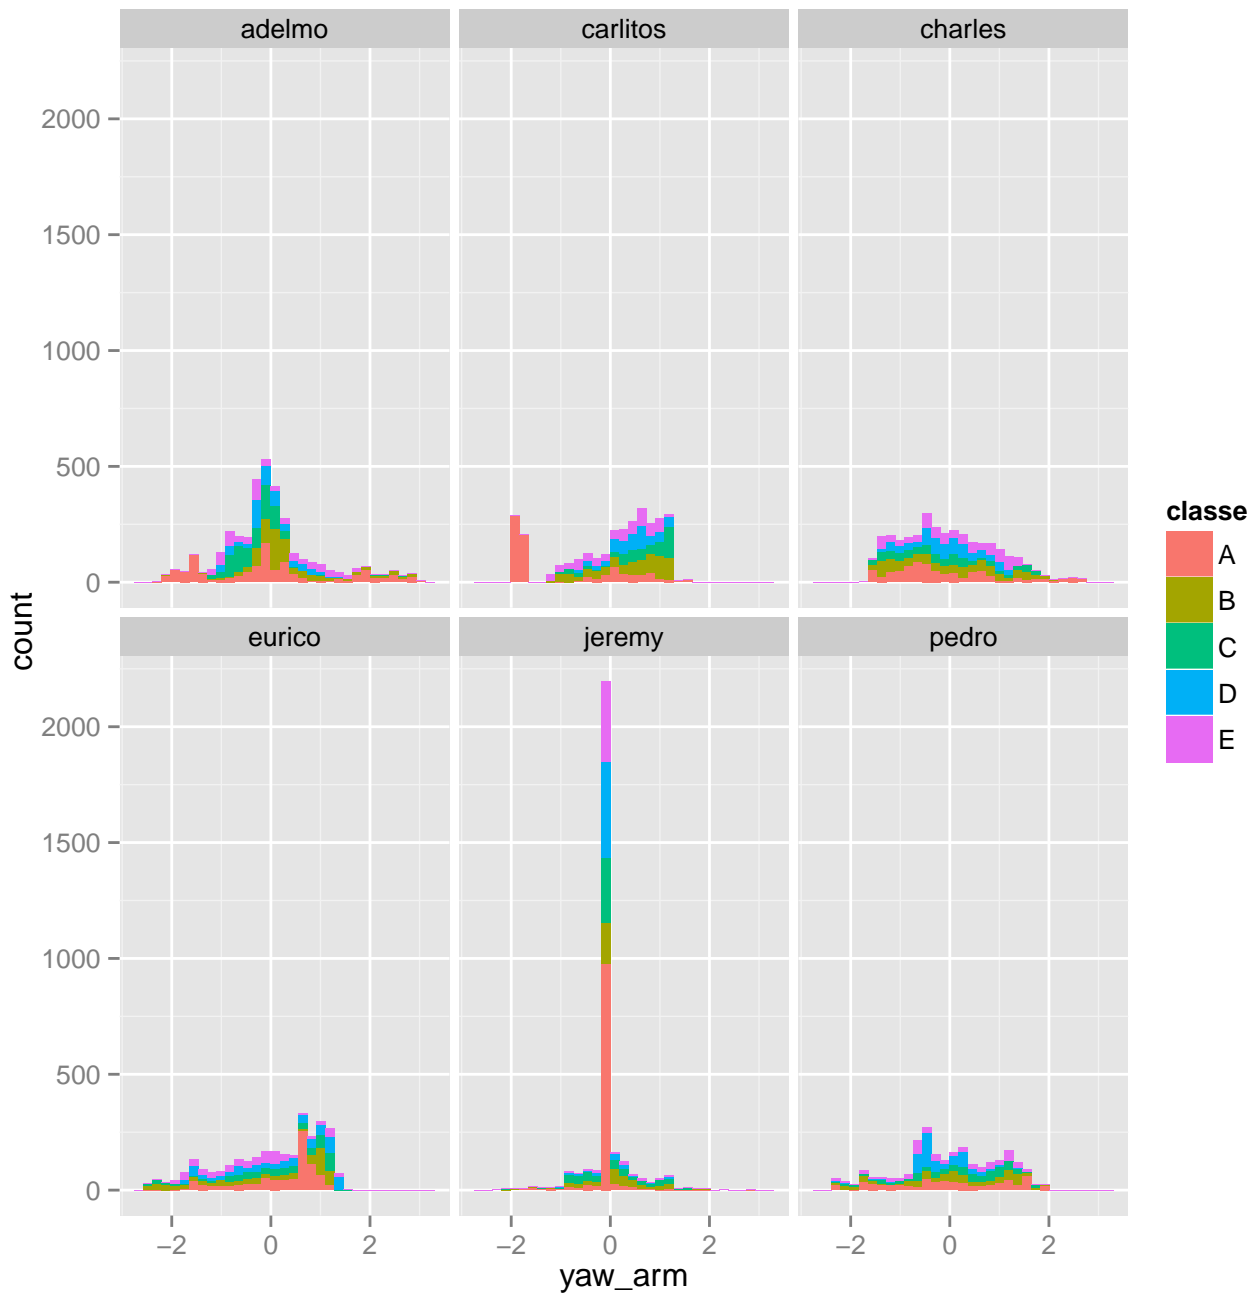 adelmo carlitos charles
2000
1500
1000
500
0
count
eurico jeremy pedro
2000
1500
1000
500
0
−2 0 2 −2 0 2 −2 0 2
yaw_arm
classe
A
B
C
D
E